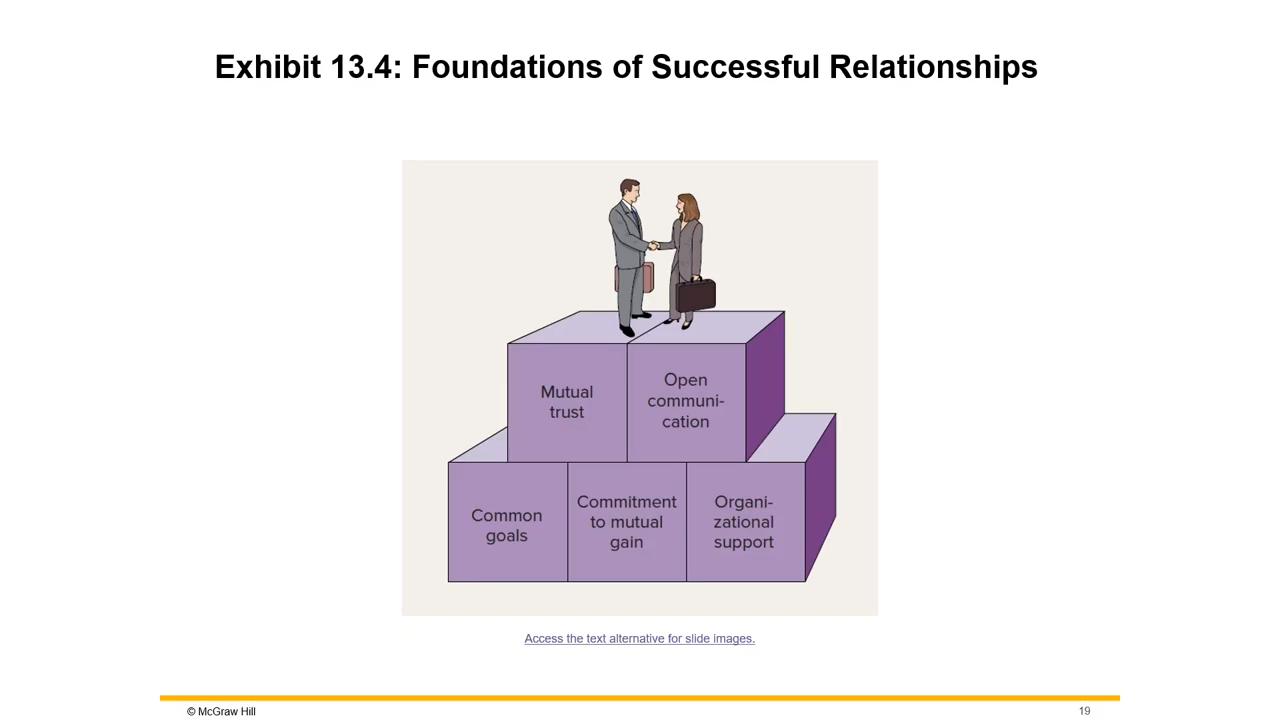 Exhibit 13.4: Foundations of Successful Relationships
Mutual
trust
Open
communi-
cation
Common
goals
Commitment
to mutual
gain
Organi-
zational
support
Access the text alternative for slide images.
© McGraw Hill
19